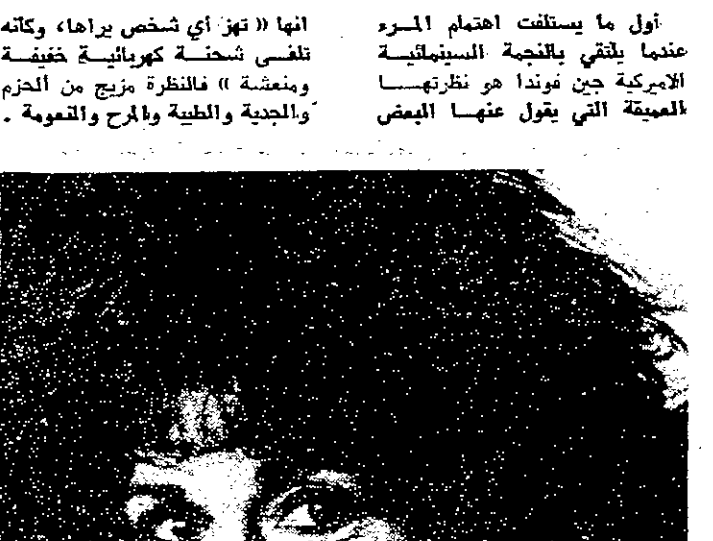 أول ما يستلفت اهتمام المرء
عندما يلتقي بالنجمة السينمائية
الاميركية جين فوندا هو نظرتها
العميقة التي يقول عنها البعض
انها « تهز أي شخص يراها، وكأنه
تلقى شحنة كهربائية خفيفة
ومنعشة » فالنظرة مزيج من الحزم
والجدية والطيبة والمرح والنعومة .